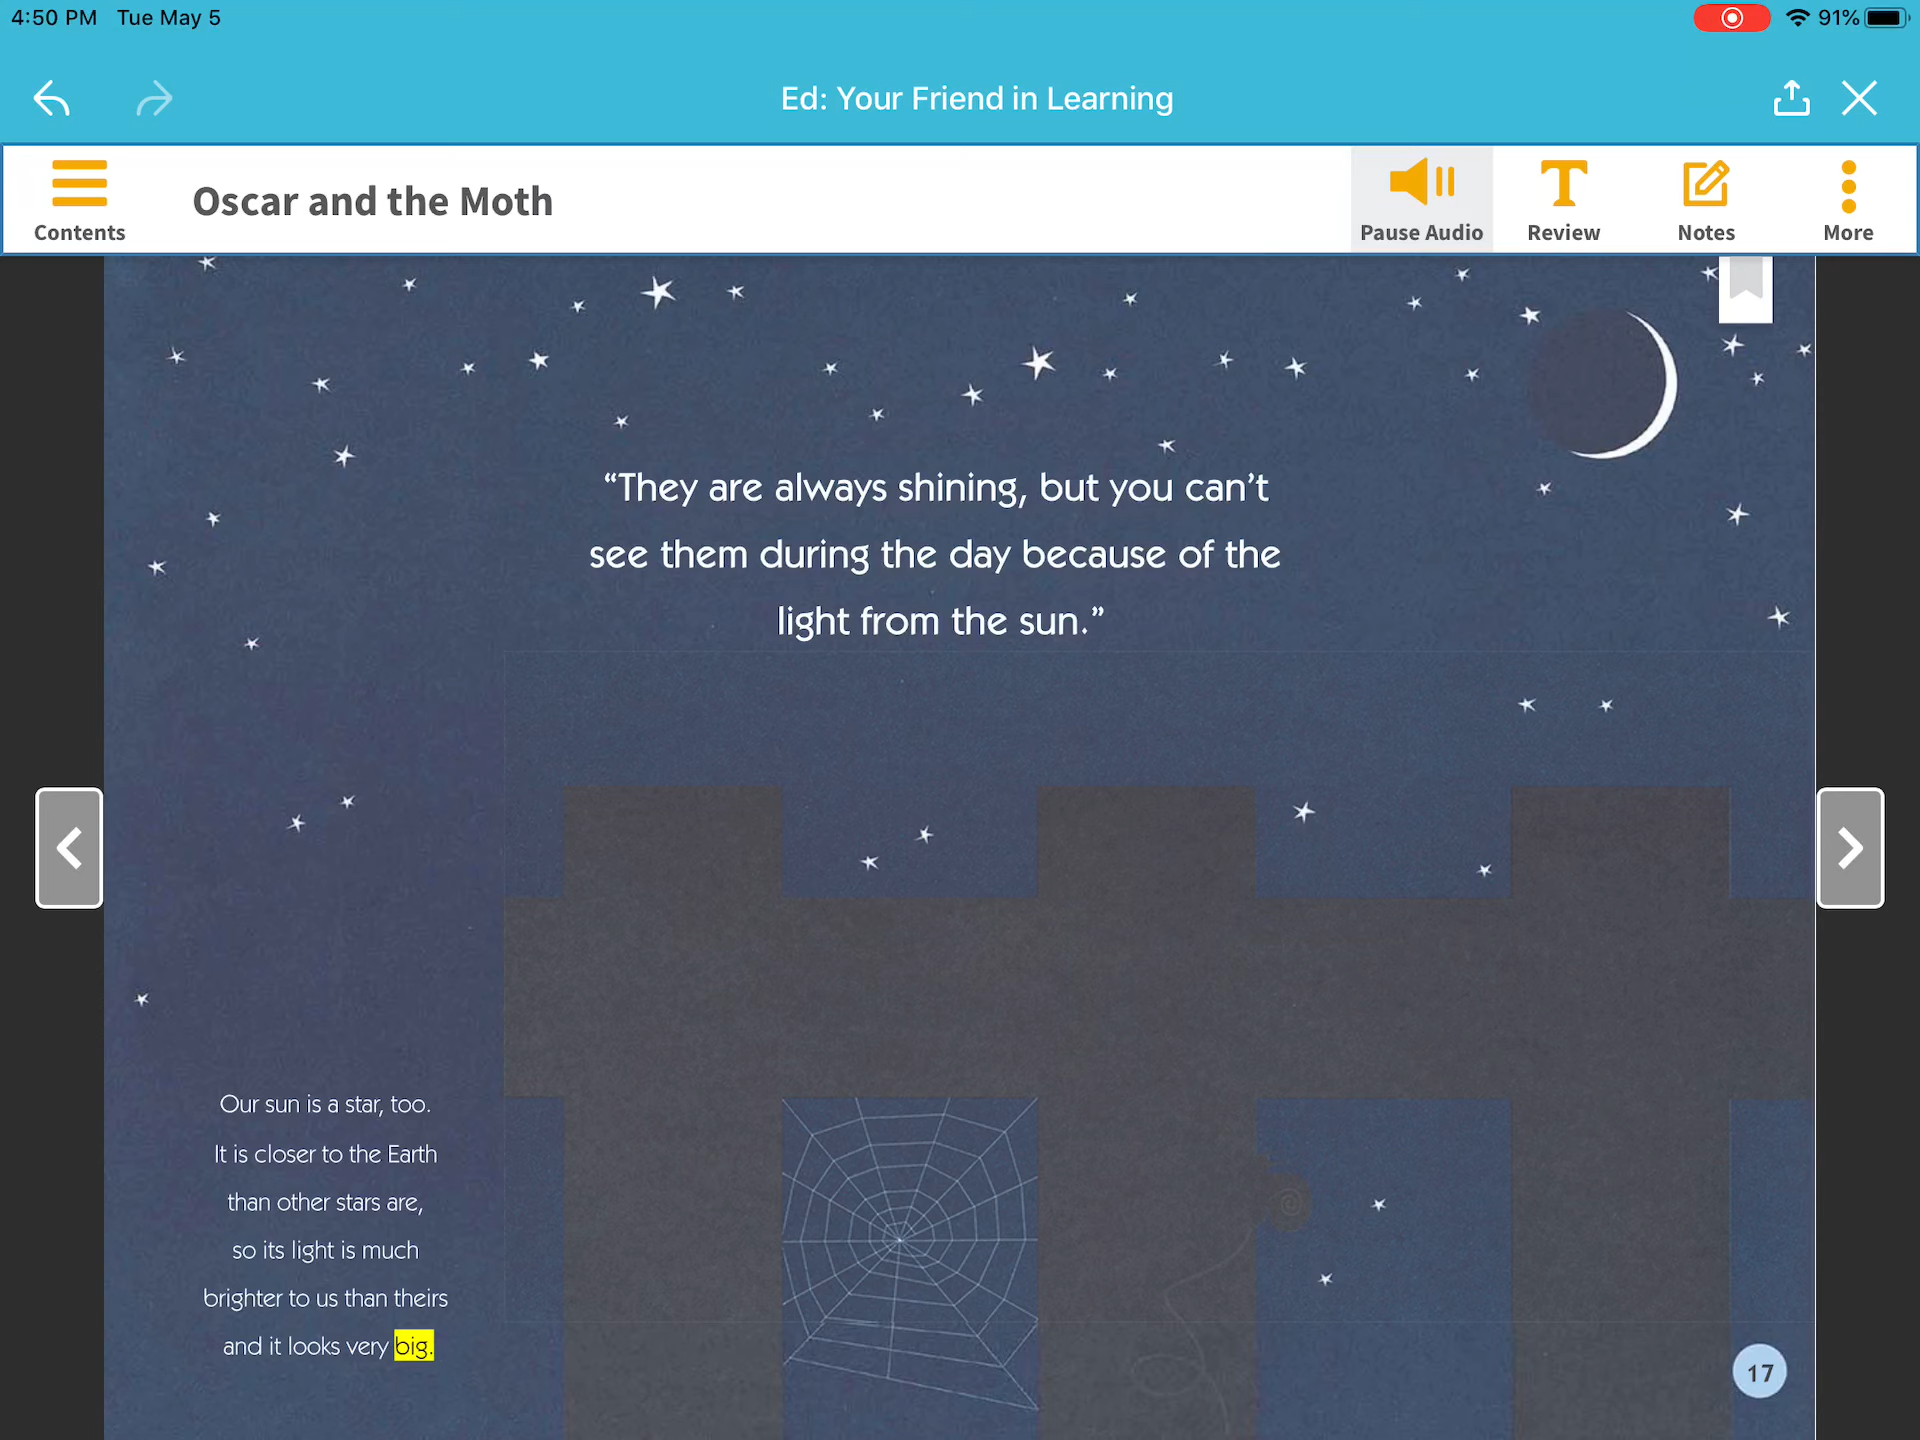 4:50 PM Tue May 5
91%
Ed: Your Friend in Learning
Contents
Oscar and the Moth
Pause Audio
Review
Notes
More
“They are always shining, but you can’t
see them during the day because of the
light from the sun.”
Our sun is a star, too.
It is closer to the Earth
than other stars are,
so its light is much
brighter to us than theirs
and it looks very big.
17